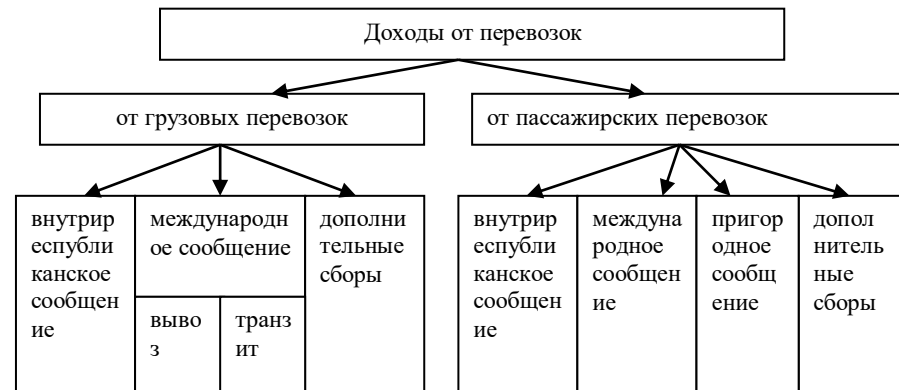 Доходы от перевозок
от грузовых перевозок
от пассажирских перевозок
внутрир
еспубли
канское
сообщен
ие
международн
ое сообщение
выво
з
транз
ит
дополни
тельные
сборы
внутрир
еспубли
канское
сообщен
ие
междуна
родное
сообщен
ие
пригор
одное
сообщ
ение
допол
нитель
ные
сборы